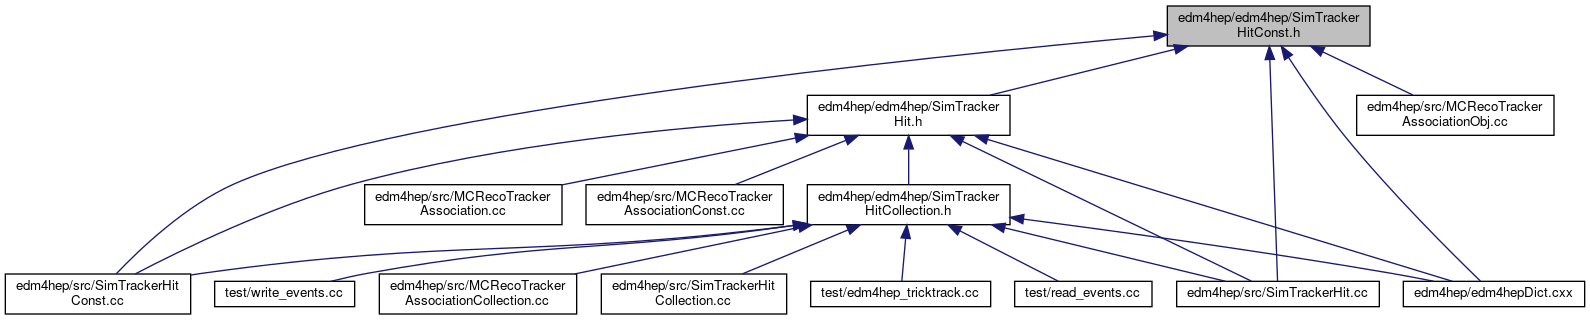 edm4hep/edm4hep/SimTracker
HitConst.h
edm4hep/edm4hep/SimTracker
Hit.h
edm4hep/src/MCRecoTracker
AssociationObj.cc
edm4hep/src/MCRecoTracker
Association.cc
edm4hep/src/MCRecoTracker
AssociationConst.cc
edm4hep/edm4hep/SimTracker
HitCollection.h
edm4hep/src/SimTrackerHit
Const.cc
test/write_events.cc
edm4hep/src/MCRecoTracker
AssociationCollection.cc
edm4hep/src/SimTrackerHit
Collection.cc
test/edm4hep_tricktrack.cc
test/read_events.cc
edm4hep/src/SimTrackerHit.cc
edm4hep/edm4hepDict.cxx